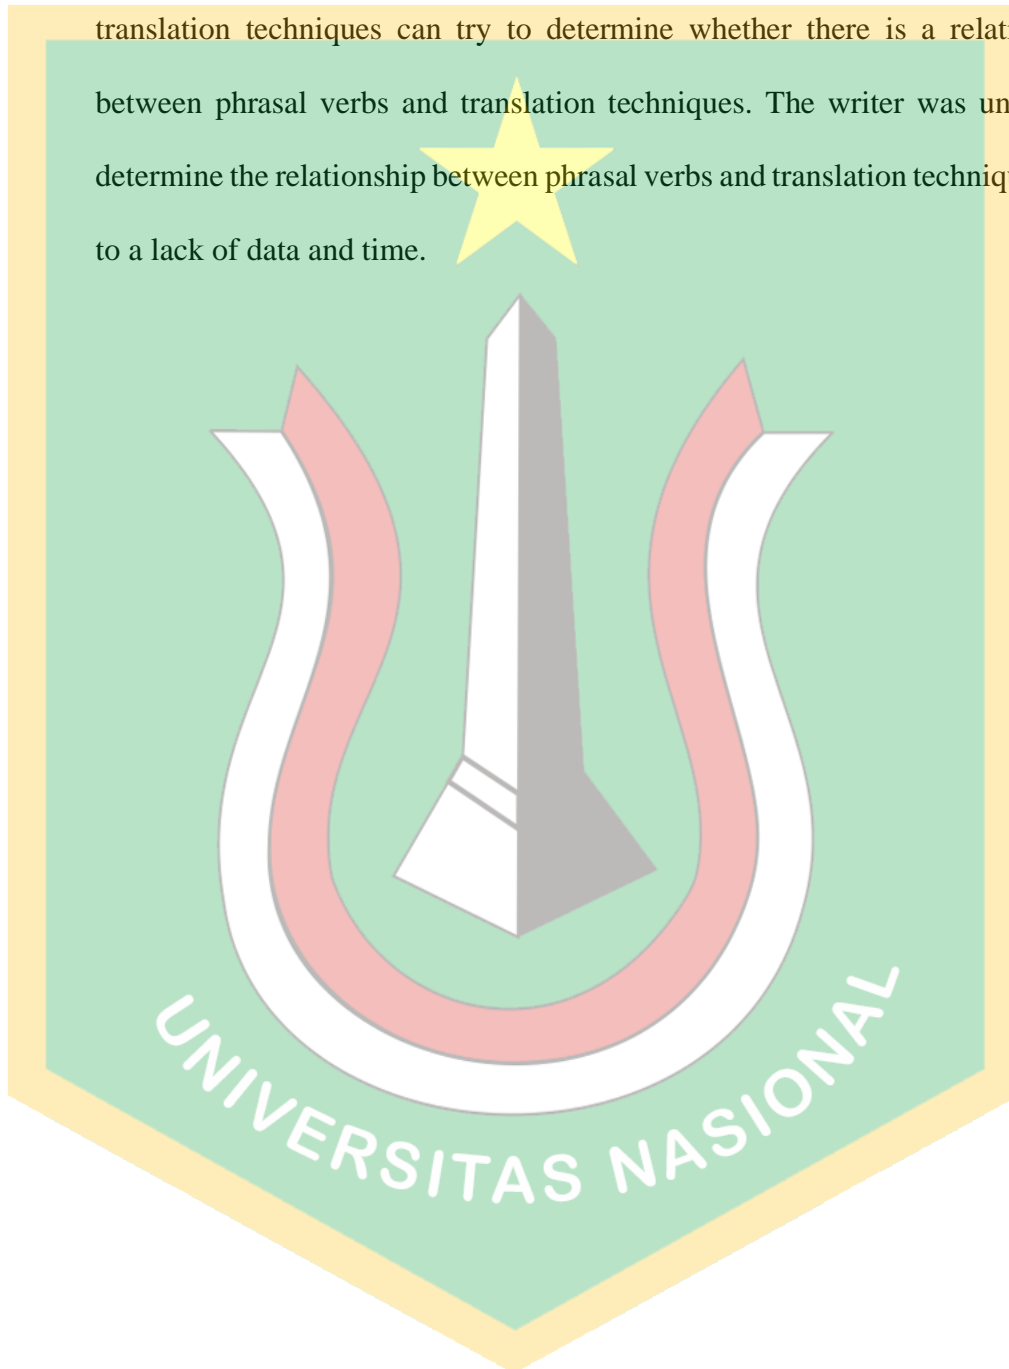 translation techniques can try to determine whether there is a relati
between phrasal verbs and translation techniques. The writer was un
determine the relationship between phrasal verbs and translation techniq
to a lack of data and time.
UNIVERSITAS NASIONAL